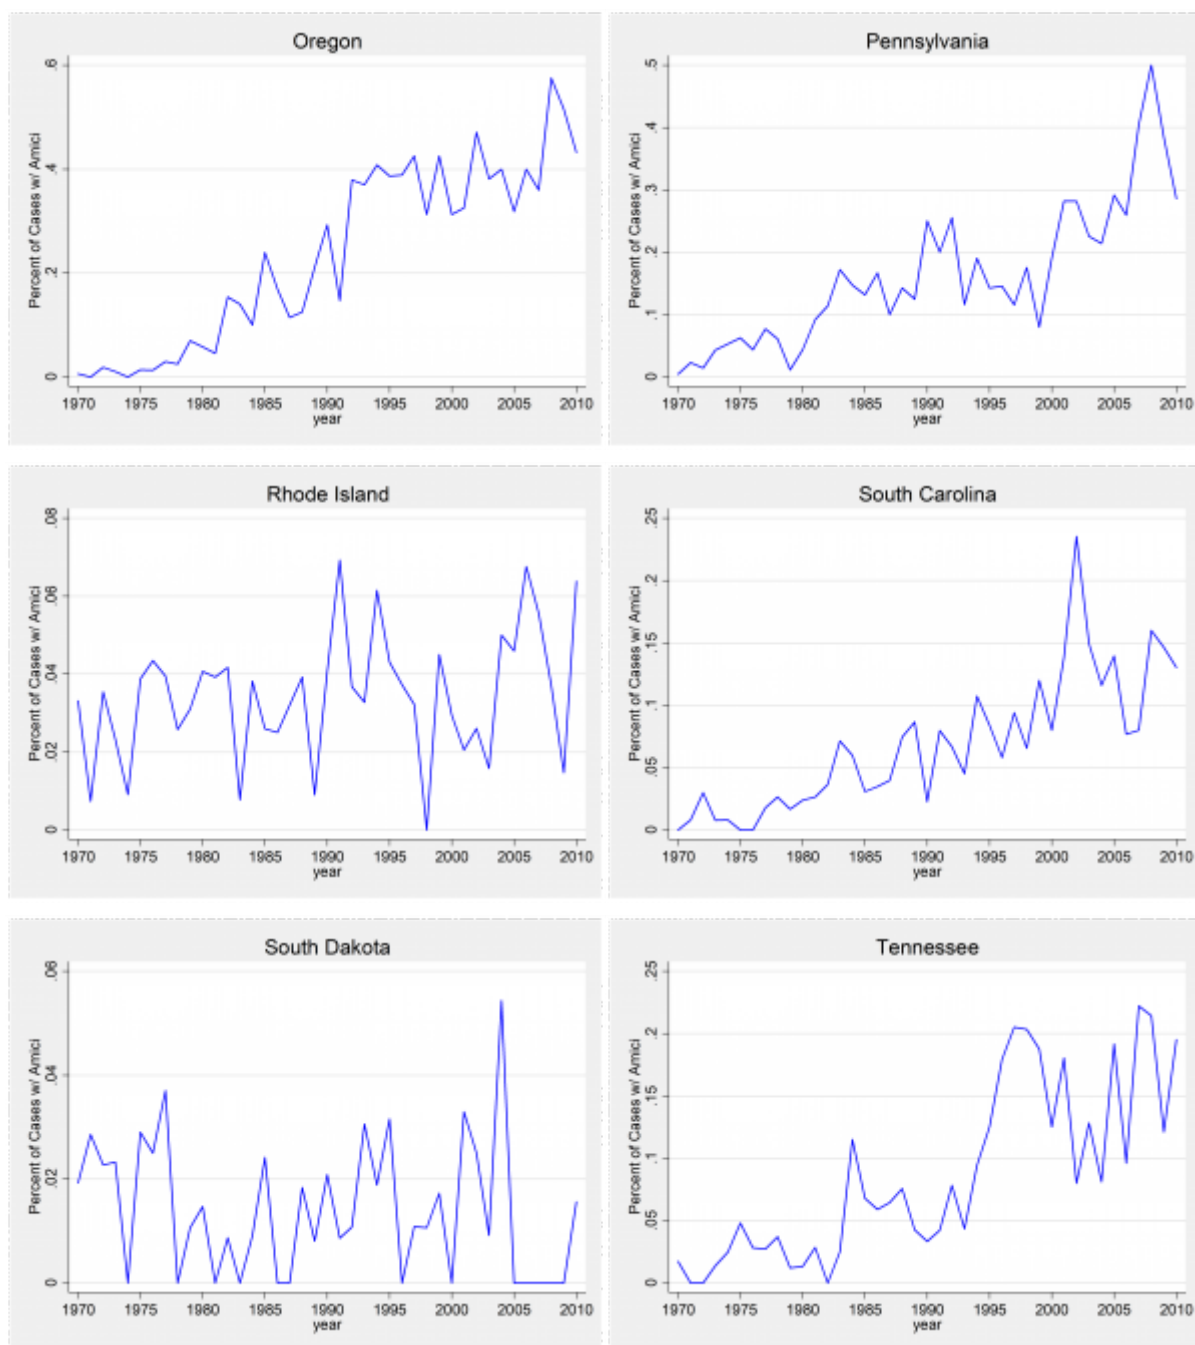 Oregon
Percent of Cases w/ Amici
.6
.4
.2
0
1970 1975 1980 1985 1990 1995 2000 2005 2010
year
Pennsylvania
Percent of Cases w/ Amici
.5
.4
.3
.2
.1
0
1970 1975 1980 1985 1990 1995 2000 2005 2010
year
Rhode Island
Percent of Cases w/ Amici
.08
.06
.04
.02
0
1970 1975 1980 1985 1990 1995 2000 2005 2010
year
South Carolina
Percent of Cases w/ Amici
.25
.2
.15
.1
.05
0
1970 1975 1980 1985 1990 1995 2000 2005 2010
year
South Dakota
Percent of Cases w/ Amici
.06
.04
.02
0
1970 1975 1980 1985 1990 1995 2000 2005 2010
year
Tennessee
Percent of Cases w/ Amici
.25
.2
.15
.1
.05
0
1970 1975 1980 1985 1990 1995 2000 2005 2010
year